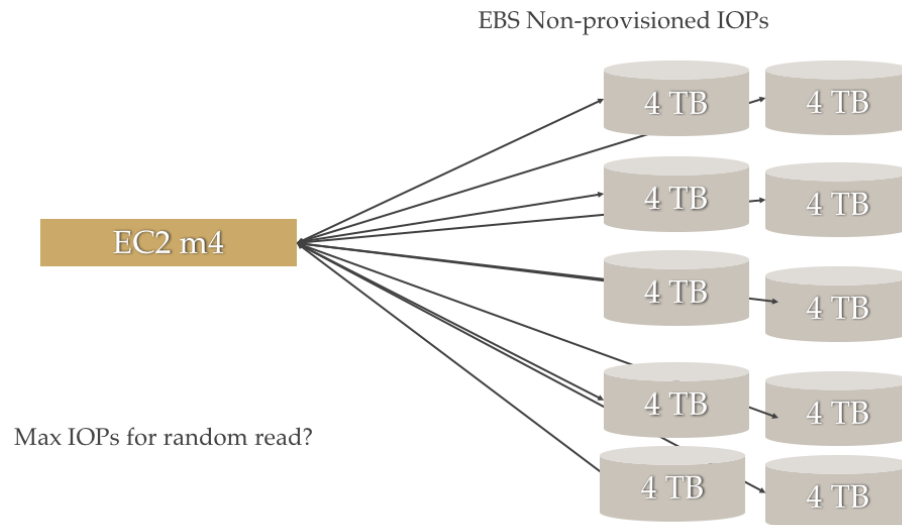 EBS Non-provisioned IOPs
4 TB 4 TB
4 TB 4 TB
EC2 m4
4 TB 4 TB
4 TB 4 TB
Max IOPs for random read?
4 TB 4 TB